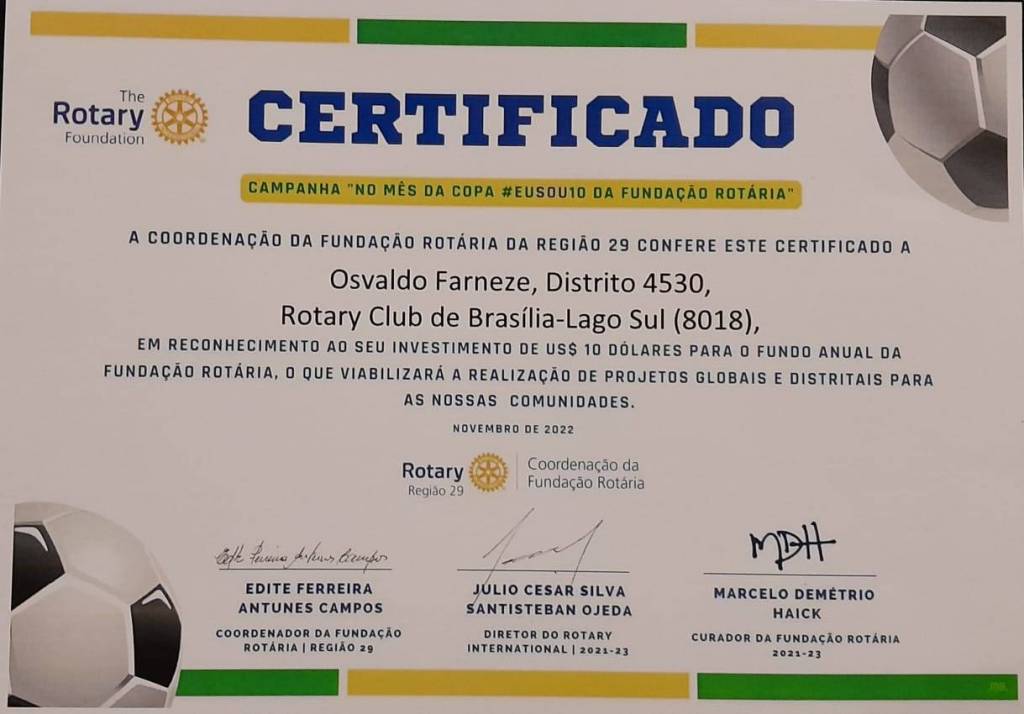 The
Rotary
Foundation
CERTIFICADO
CAMPANHA "NO MÊS DA COPA #EUSOU10 DA FUNDAÇÃO ROTÁRIA"
A COORDENAÇÃO DA FUNDAÇÃO ROTÁRIA DA REGIÃO 29 CONFERE ESTE CERTIFICADO A
Osvaldo Farneze, Distrito 4530,
Rotary Club de Brasília-Lago Sul (8018),
EM RECONHECIMENTO AO SEU INVESTIMENTO DE US$ 10 DÓLARES PARA O FUNDO ANUAL DA
FUNDAÇÃO ROTÁRIA, O QUE VIABILIZARÁ A REALIZAÇÃO DE PROJETOS GLOBAIS E DISTRITAIS PARA
AS NOSSAS COMUNIDADES.
NOVEMBRO DE 2022
Rotary
Região 29
Coordenação da
Fundação Rotária
EDITE FERREIRA
ANTUNES CAMPOS
COORDENADOR DA FUNDAÇÃO
ROTÁRIA | REGIÃO 29
JULIO CESAR SILVA
SANTISTEBAN OJEDA
DIRETOR DO ROTARY
INTERNATIONAL | 2021-23
MDH
MARCELO DEMÉTRIO
HAICK
CURADOR DA FUNDAÇÃO ROTÁRIA
2021-23